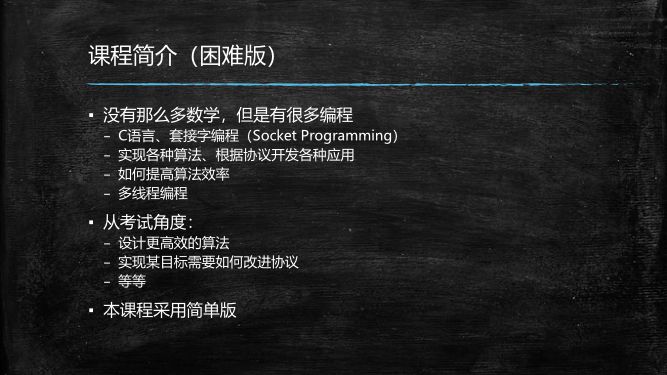 课程简介（困难版）
▪ 没有那么多数学，但是有很多编程
– C语言、套接字编程（Socket Programming）
– 实现各种算法、根据协议开发各种应用
– 如何提高算法效率
– 多线程编程
▪ 从考试角度：
– 设计更高效的算法
– 实现某目标需要如何改进协议
– 等等
▪ 本课程采用简单版